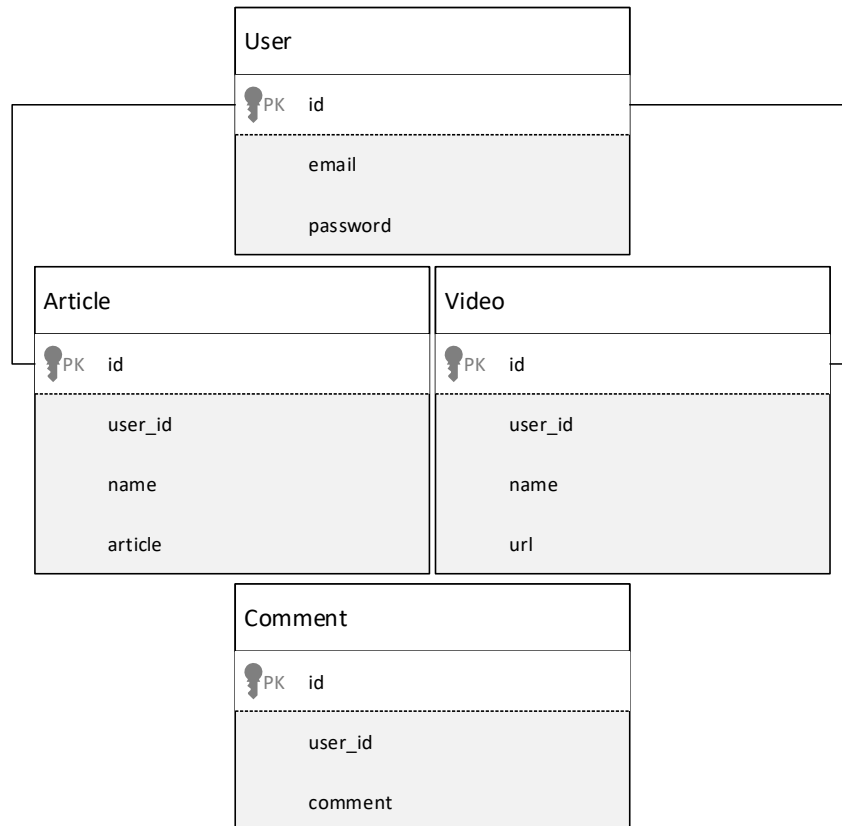 User
PK id
email
password
Article
PK id
user_id
name
article
Video
PK id
user_id
name
url
Comment
PK id
user_id
comment